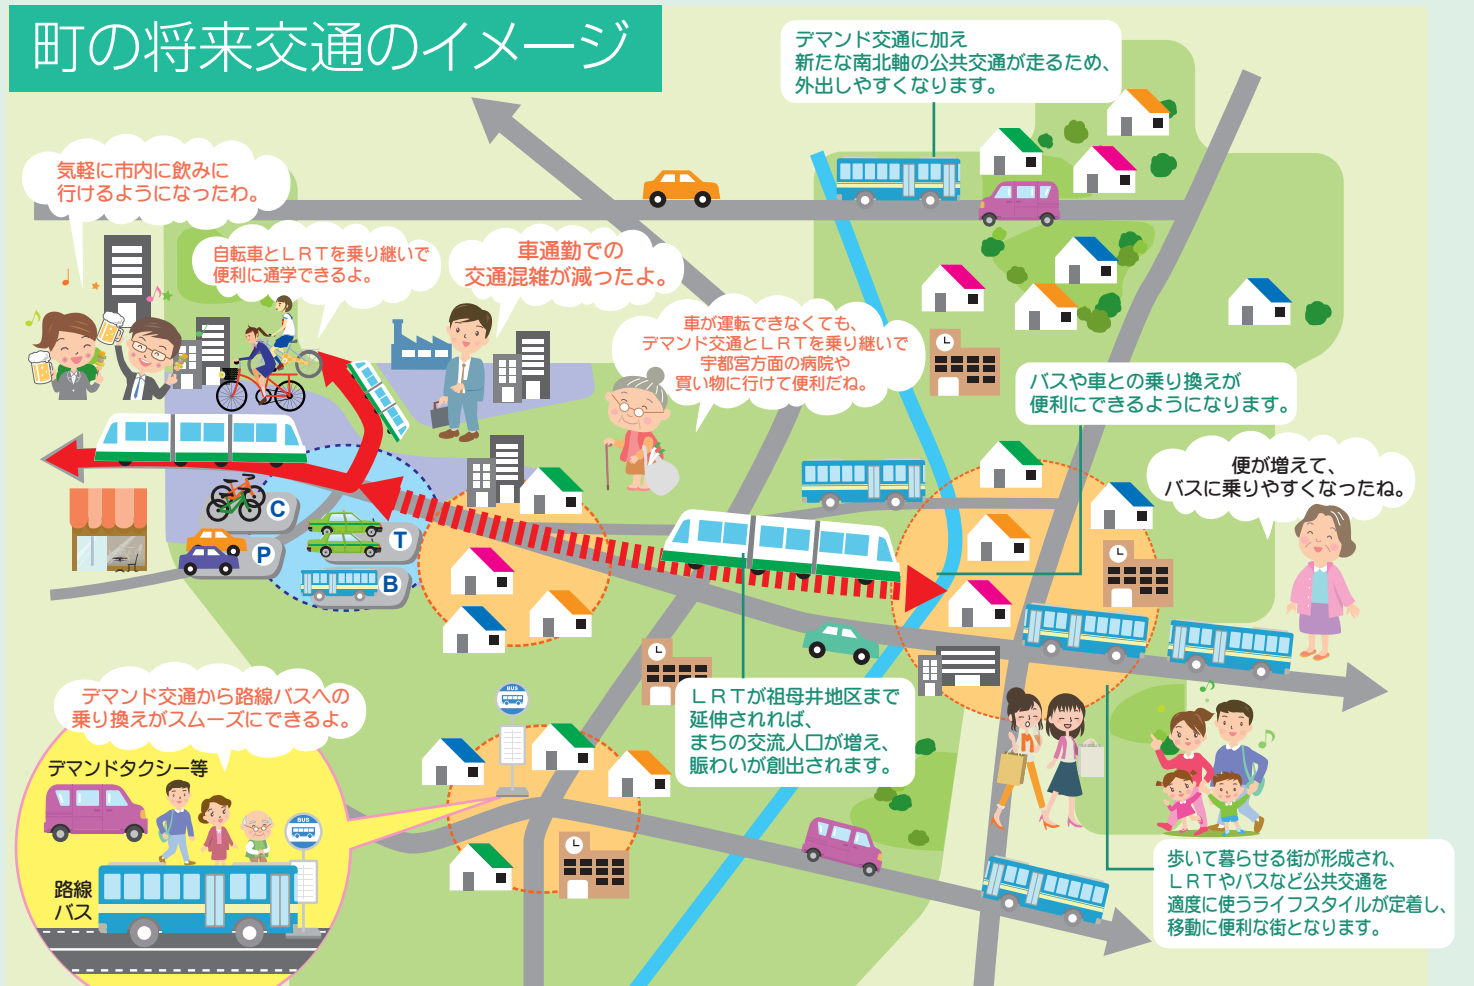 町の将来交通のイメージ
デマンド交通に加え
新たな南北軸の公共交通が走るため、
外出しやすくなります。
気軽に市内に飲みに
行けるようになったわ。
自転車とＬＲＴを乗り継いで
便利に通学できるよ。
車通勤での
交通混雑が減ったよ。
車が運転できなくても、
デマンド交通とＬＲＴを乗り継いで
宇都宮方面の病院や
買い物に行けて便利だね。
バスや車との乗り換えが
便利にできるようになります。
便が増えて、
バスに乗りやすくなったね。
C
P
T
B
ＬＲＴが祖母井地区まで
延伸されれば、
まちの交流人口が増え、
賑わいが創出されます。
BUS
デマンド交通から路線バスへの
乗り換えがスムーズにできるよ。
デマンドタクシー等
BUS
路線
バス
歩いて暮らせる街が形成され、
ＬＲＴやバスなど公共交通を
適度に使うライフスタイルが定着し、
移動に便利な街となります。